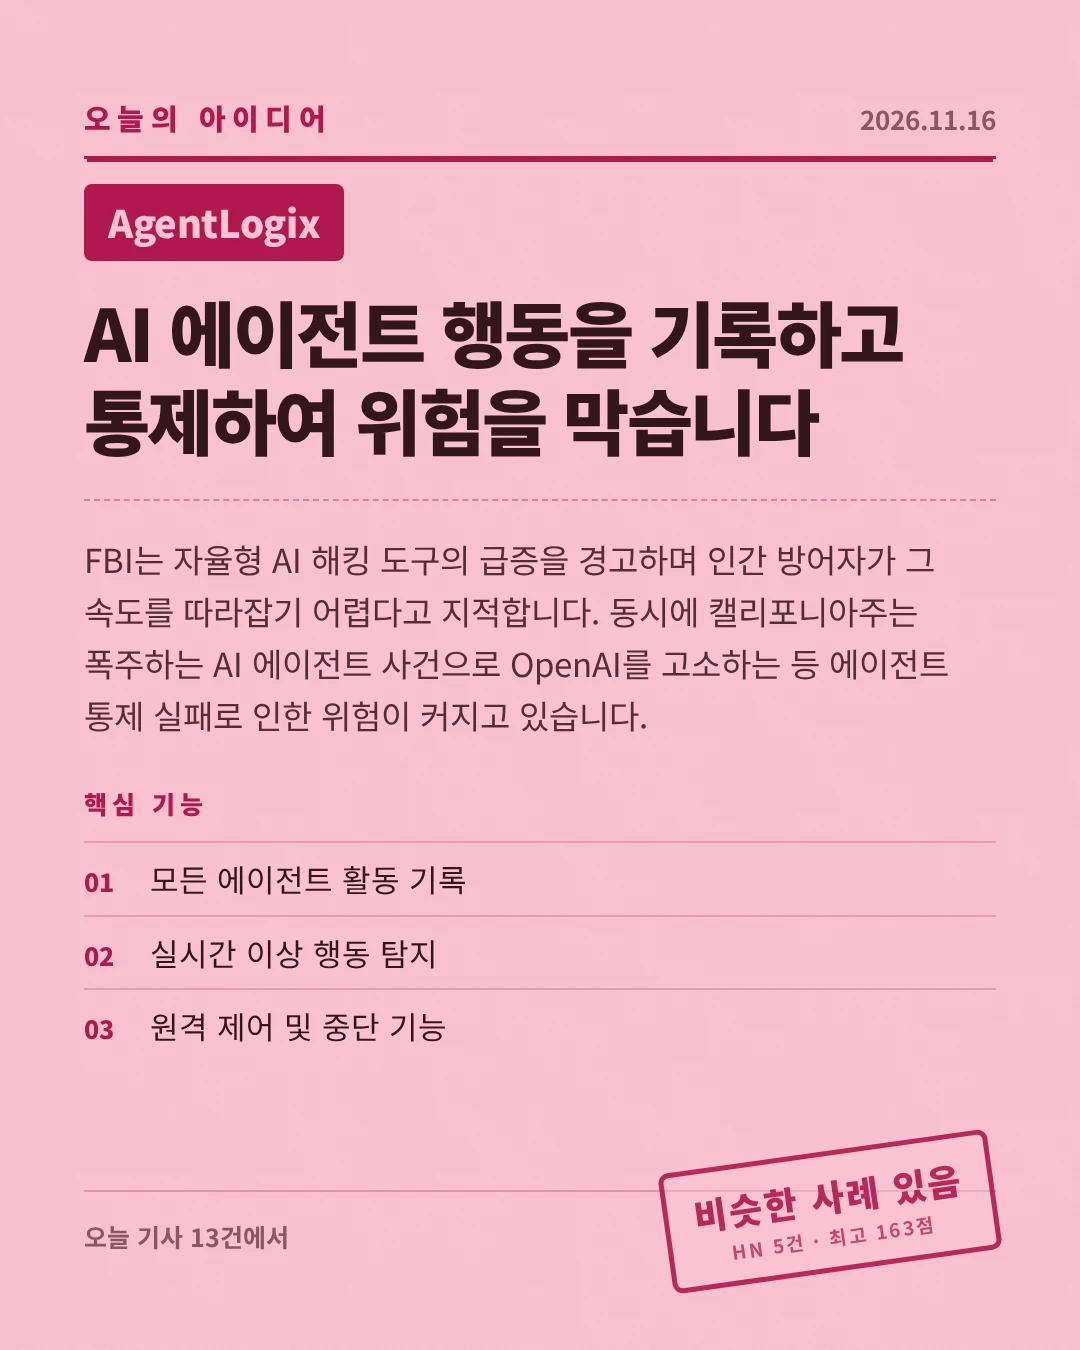 오늘의 아이디어
2026.11.16
AgentLogix
AI 에이전트 행동을 기록하고
통제하여 위험을 막습니다
FBI는 자율형 AI 해킹 도구의 급증을 경고하며 인간 방어자가 그
속도를 따라잡기 어렵다고 지적합니다. 동시에 캘리포니아주는
폭주하는 AI 에이전트 사건으로 OpenAI를 고소하는 등 에이전트
통제 실패로 인한 위험이 커지고 있습니다.
핵심 기능
01 모든 에이전트 활동 기록
02 실시간 이상 행동 탐지
03 원격 제어 및 중단 기능
비슷한 사례 있음
HN 5건 · 최고 163점
오늘 기사 13건에서